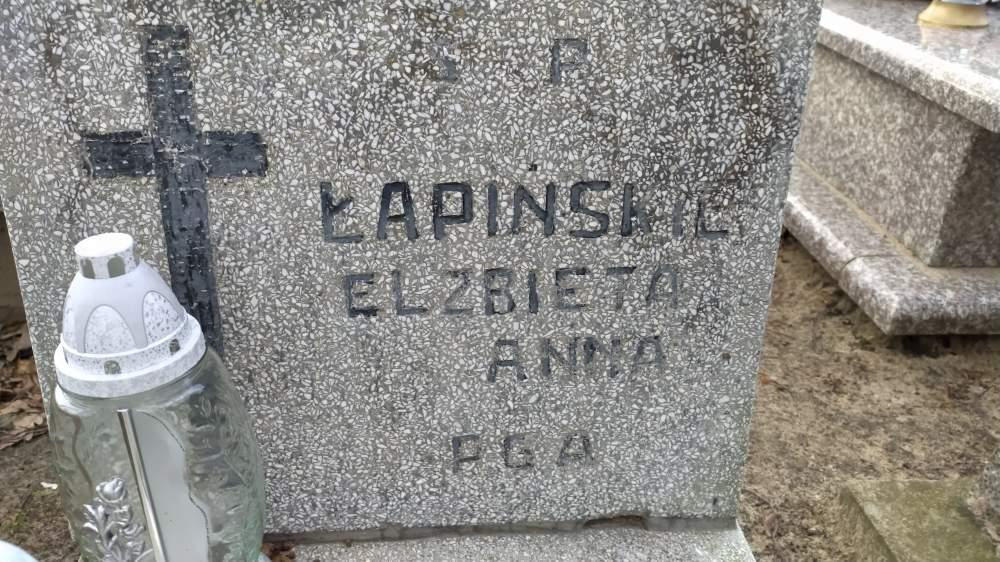 Ś P
ŁAPIŃSKIE
ELZBIETA
ANNA
PGA